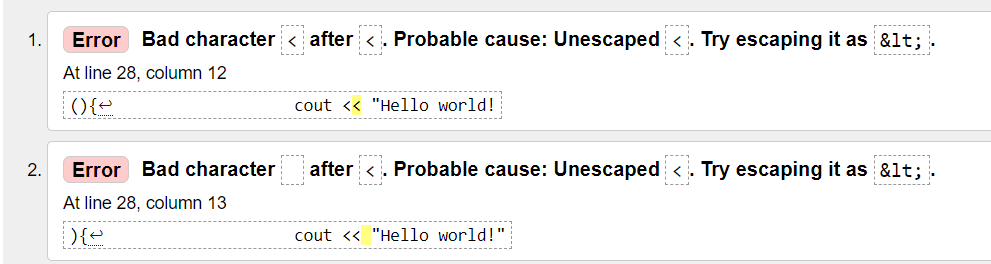 1. Error Bad character < after <. Probable cause: Unescaped <. Try escaping it as &lt;.
At line 28, column 12
(){↩ cout << "Hello world!
2. Error Bad character   after <. Probable cause: Unescaped <. Try escaping it as &lt;.
At line 28, column 13
){↩ cout << "Hello world!"